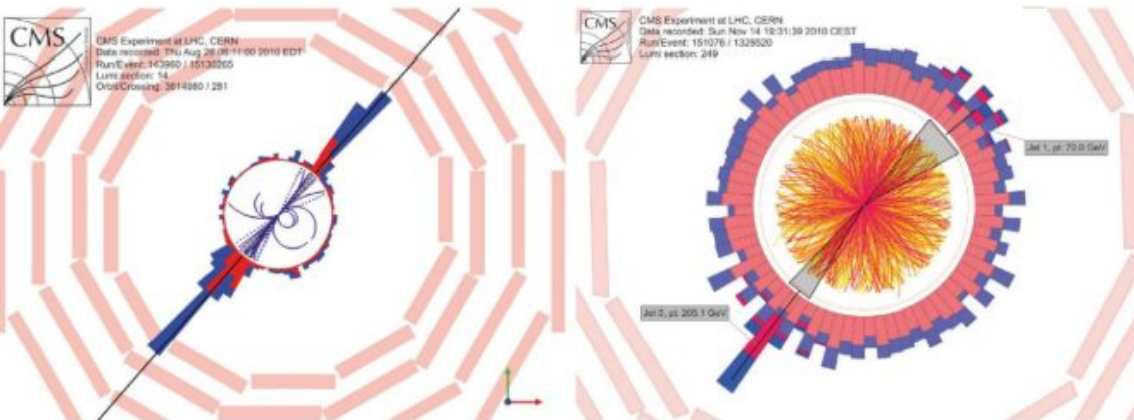 CMS
CMS Experiment at LHC, CERN
Data recorded: Thu Aug 26 06:11:00 2010 EDT
Run/Event: 143960 / 15130265
Lumi section: 14
Orbit/Crossing: 3614980 / 281
CMS
CMS Experiment at LHC, CERN
Data recorded: Sun Nov 14 19:31:39 2010 CEST
Run/Event: 151076 / 1328520
Lumi section: 249
Jet 1, pt: 70.0 GeV
Jet 0, pt: 205.1 GeV